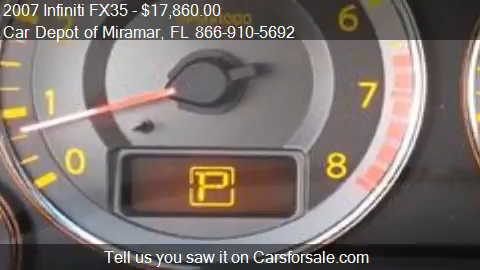 2007 Infiniti FX35 - $17,860.00
Car Depot of Miramar, FL 866-910-5692
6
7
1
0
8
P
Tell us you saw it on Carsforsale.com